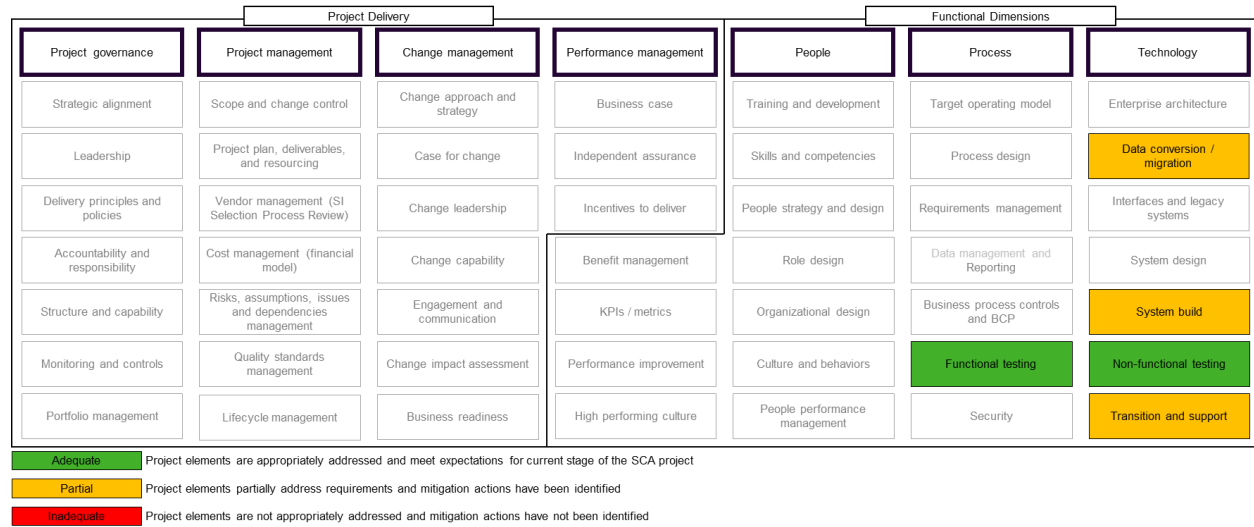 Project Delivery
Functional Dimensions
Project governance
Project management
Change management
Performance management
People
Process
Technology
Strategic alignment
Scope and change control
Change approach and
strategy
Business case
Training and development
Target operating model
Enterprise architecture
Leadership
Project plan, deliverables,
and resourcing
Case for change
Independent assurance
Skills and competencies
Process design
Data conversion /
migration
Delivery principles and
policies
Vendor management (SI
Selection Process Review)
Change leadership
Incentives to deliver
People strategy and design
Requirements management
Interfaces and legacy
systems
Accountability and
responsibility
Cost management (financial
model)
Change capability
Benefit management
Role design
Data management and
Reporting
System design
Structure and capability
Risks, assumptions, issues
and dependencies
management
Engagement and
communication
KPIs / metrics
Organizational design
Business process controls
and BCP
System build
Monitoring and controls
Quality standards
management
Change impact assessment
Performance improvement
Culture and behaviors
Functional testing
Non-functional testing
Portfolio management
Lifecycle management
Business readiness
High performing culture
People performance
management
Security
Transition and support
Adequate
Project elements are appropriately addressed and meet expectations for current stage of the SCA project
Partial
Project elements partially address requirements and mitigation actions have been identified
Inadequate
Project elements are not appropriately addressed and mitigation actions have not been identified